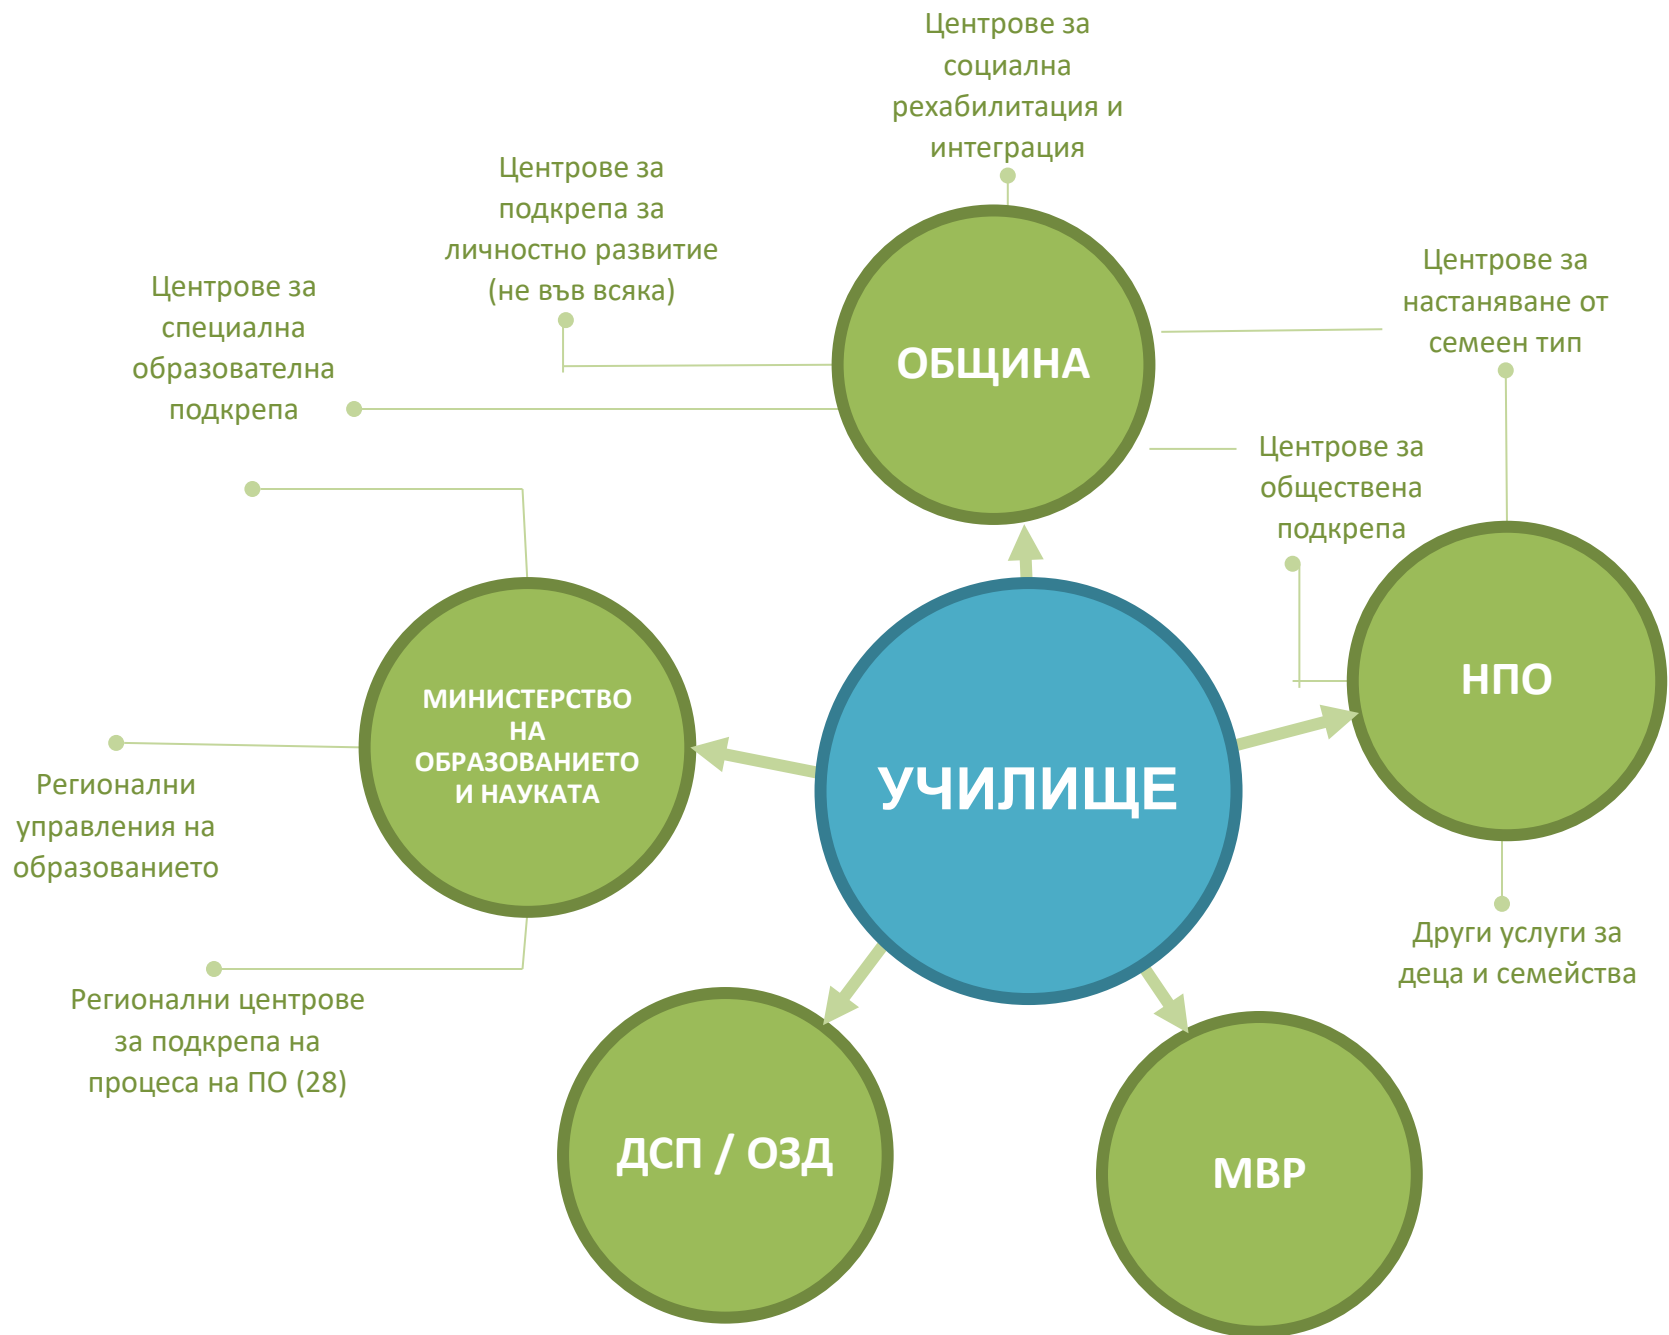 Центрове за
социална
рехабилитация и
интеграция
Центрове за
подкрепа за
личностно развитие
(не във всяка)
Центрове за
специална
образователна
подкрепа
Центрове за
настаняване от
семеен тип
ОБЩИНА
Центрове за
обществена
подкрепа
НПО
МИНИСТЕРСТВО
НА
ОБРАЗОВАНИЕТО
И НАУКАТА
УЧИЛИЩЕ
Регионални
управления на
образованието
Други услуги за
деца и семейства
Регионални центрове
за подкрепа на
процеса на ПО (28)
ДСП / ОЗД
МВР